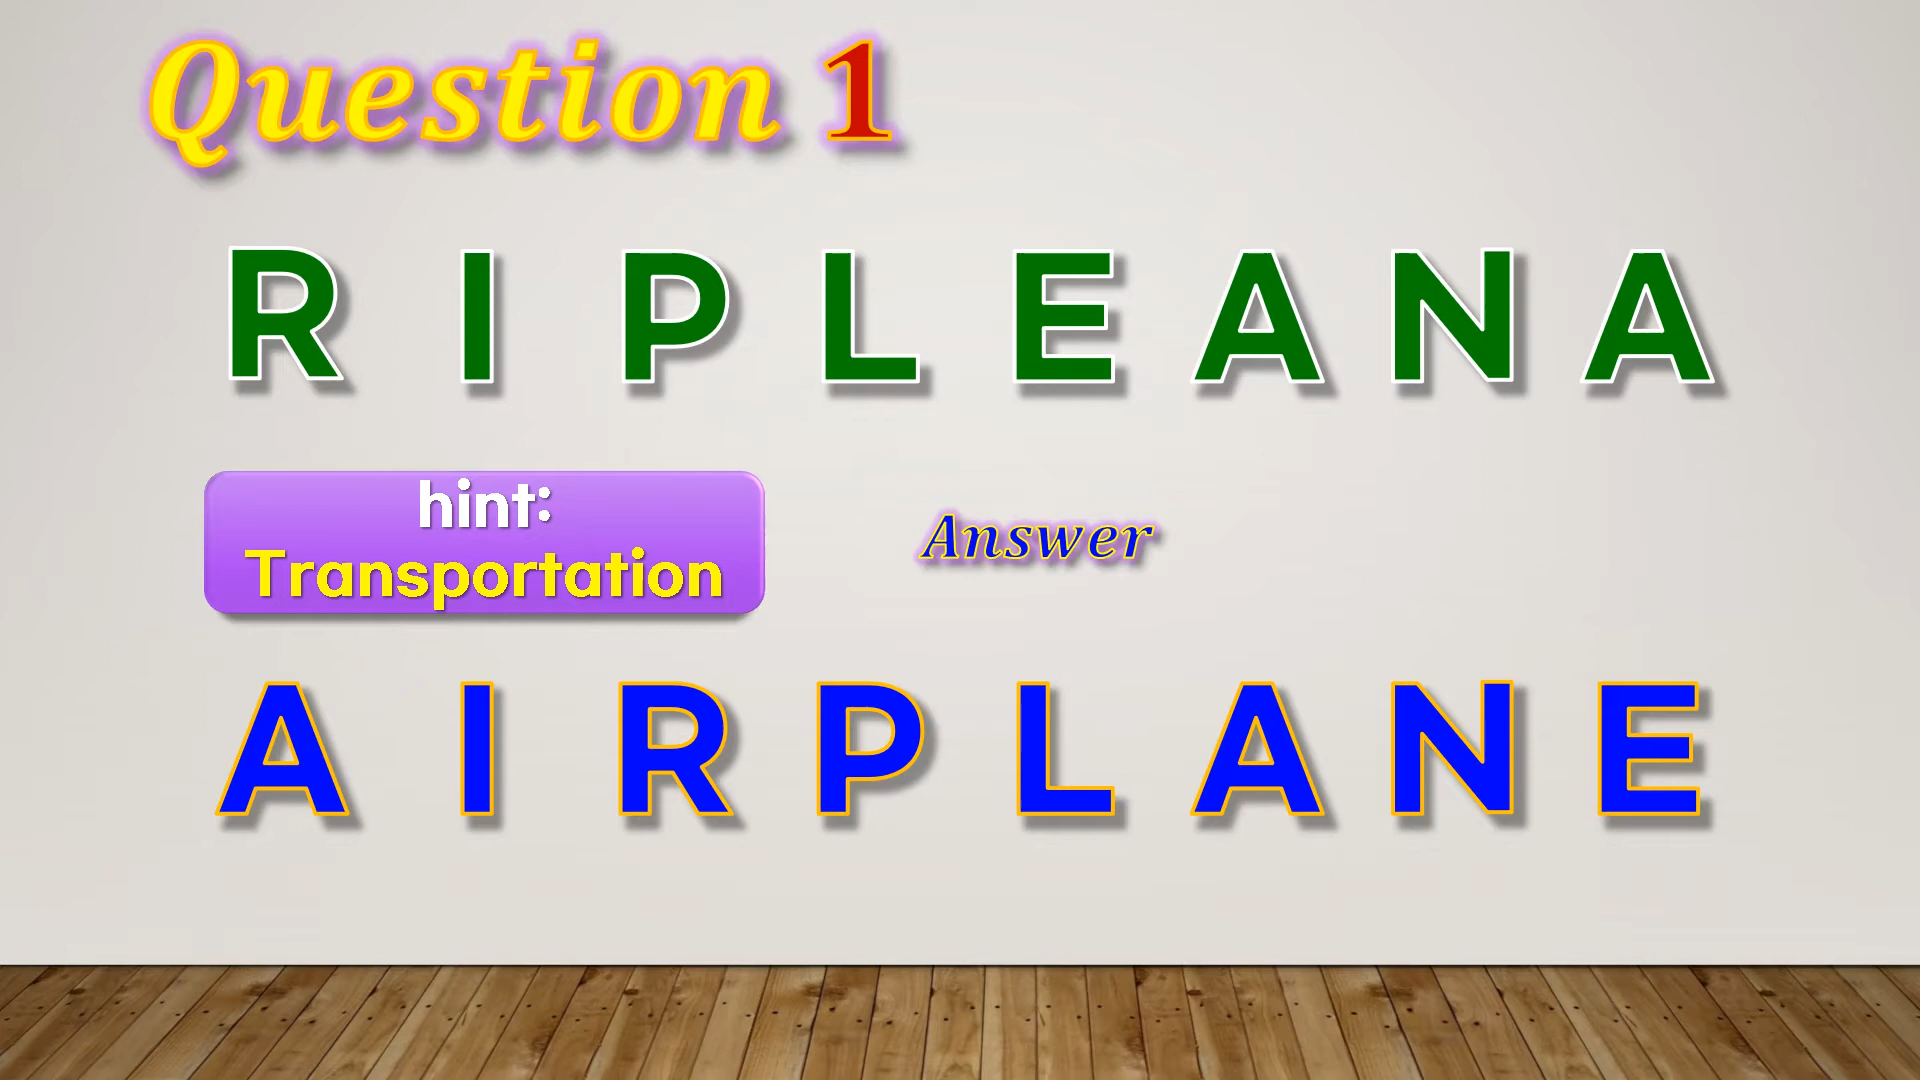 Question 1
R I P L E A N A
hint:
Transportation
Answer
A I R P L A N E